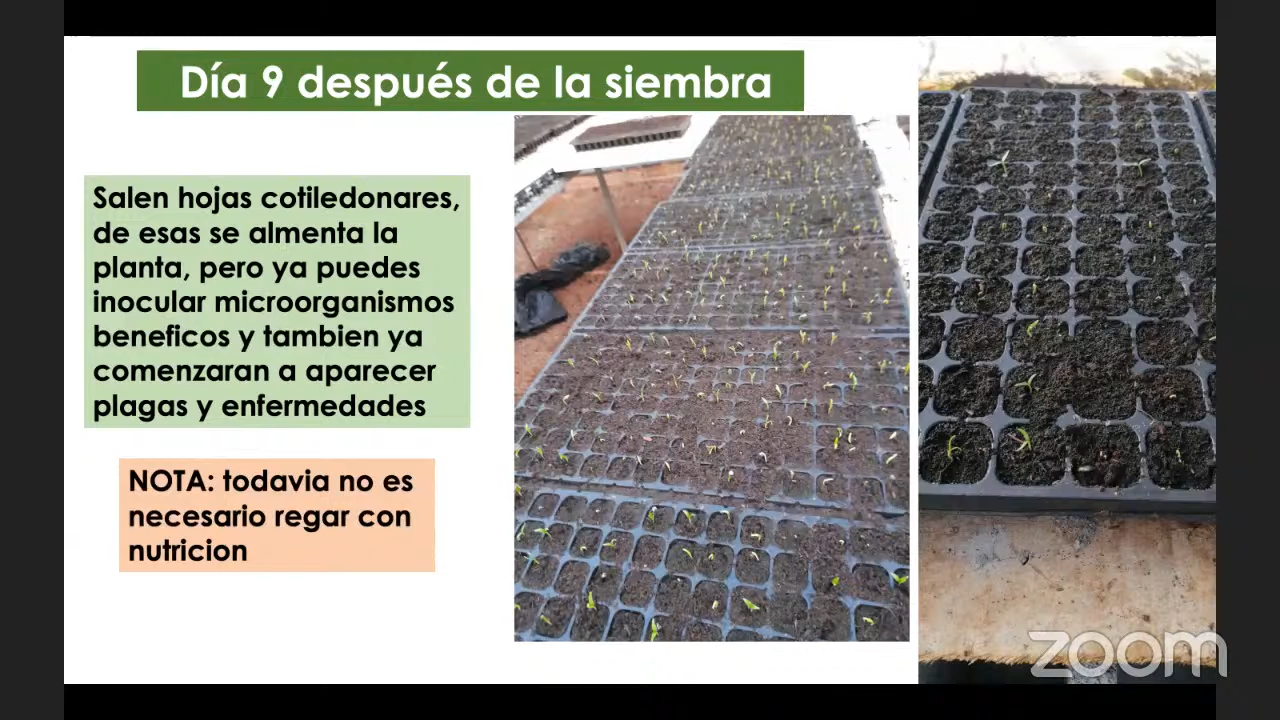 Día 9 después de la siembra
Salen hojas cotiledonares,
de esas se almenta la
planta, pero ya puedes
inocular microorganismos
beneficos y tambien ya
comenzaran a aparecer
plagas y enfermedades
NOTA: todavia no es
necesario regar con
nutricion
zoom